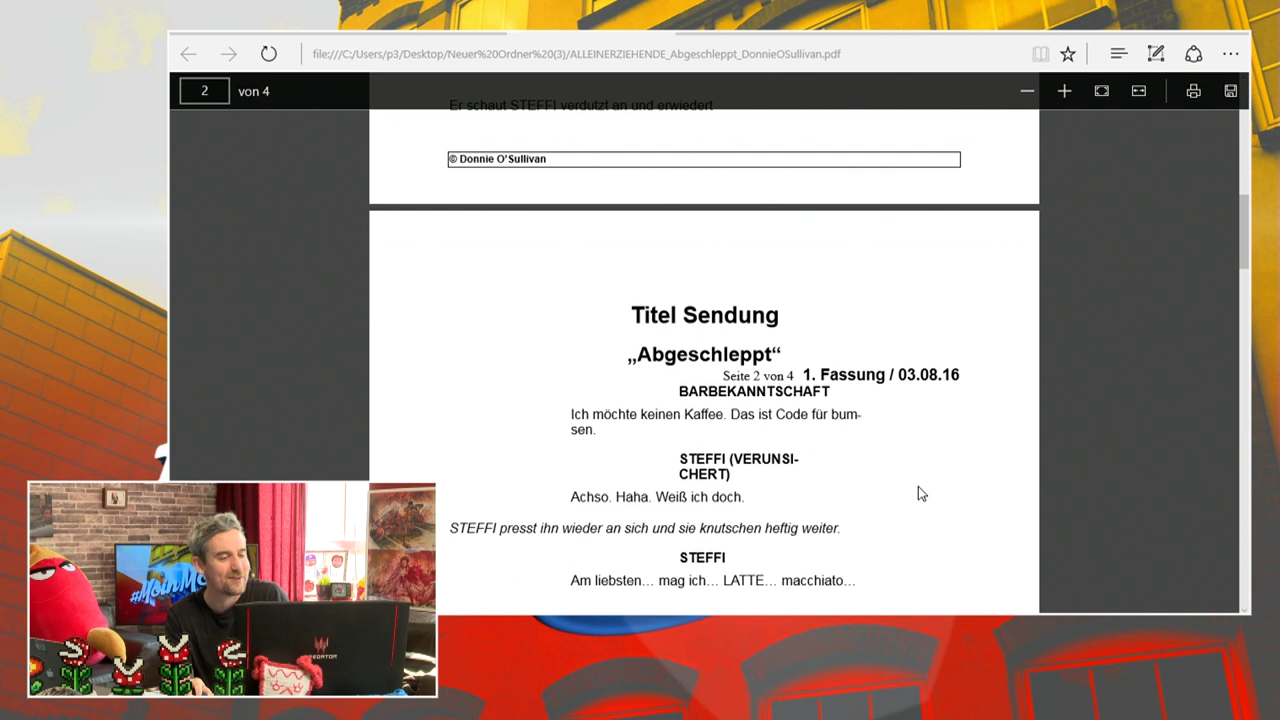 file:///C:/Users/p3/Desktop/Neuer%20Ordner%20(3)/ALLEINERZIEHENDE_Abgeschleppt_DonnieOSullivan.pdf
2 von 4
Er schaut STEFFI verdutzt an und erwiedert
© Donnie O'Sullivan
Titel Sendung
„Abgeschleppt“
Seite 2 von 4 1. Fassung / 03.08.16
BARBEKANNTSCHAFT
Ich möchte keinen Kaffee. Das ist Code für bum-
sen.
STEFFI (VERUNSI-
CHERT)
Achso. Haha. Weiß ich doch.
STEFFI presst ihn wieder an sich und sie knutschen heftig weiter.
STEFFI
Am liebsten… mag ich… LATTE… macchiato…
PREDATOR